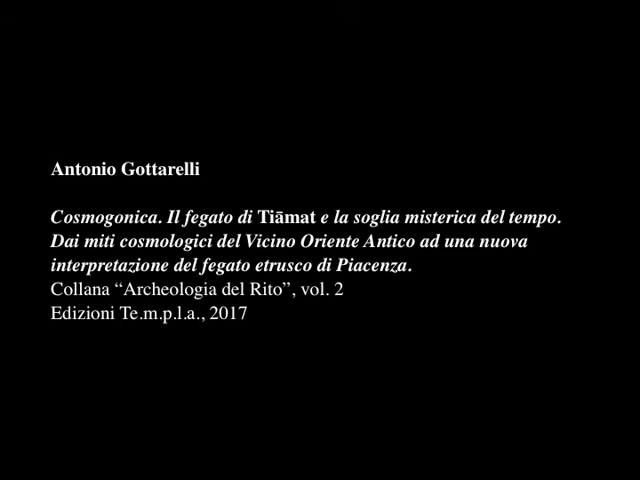 Antonio Gottarelli
Cosmogonica. Il fegato di Tiāmat e la soglia misterica del tempo.
Dai miti cosmologici del Vicino Oriente Antico ad una nuova
interpretazione del fegato etrusco di Piacenza.
Collana “Archeologia del Rito”, vol. 2
Edizioni Te.m.p.l.a., 2017